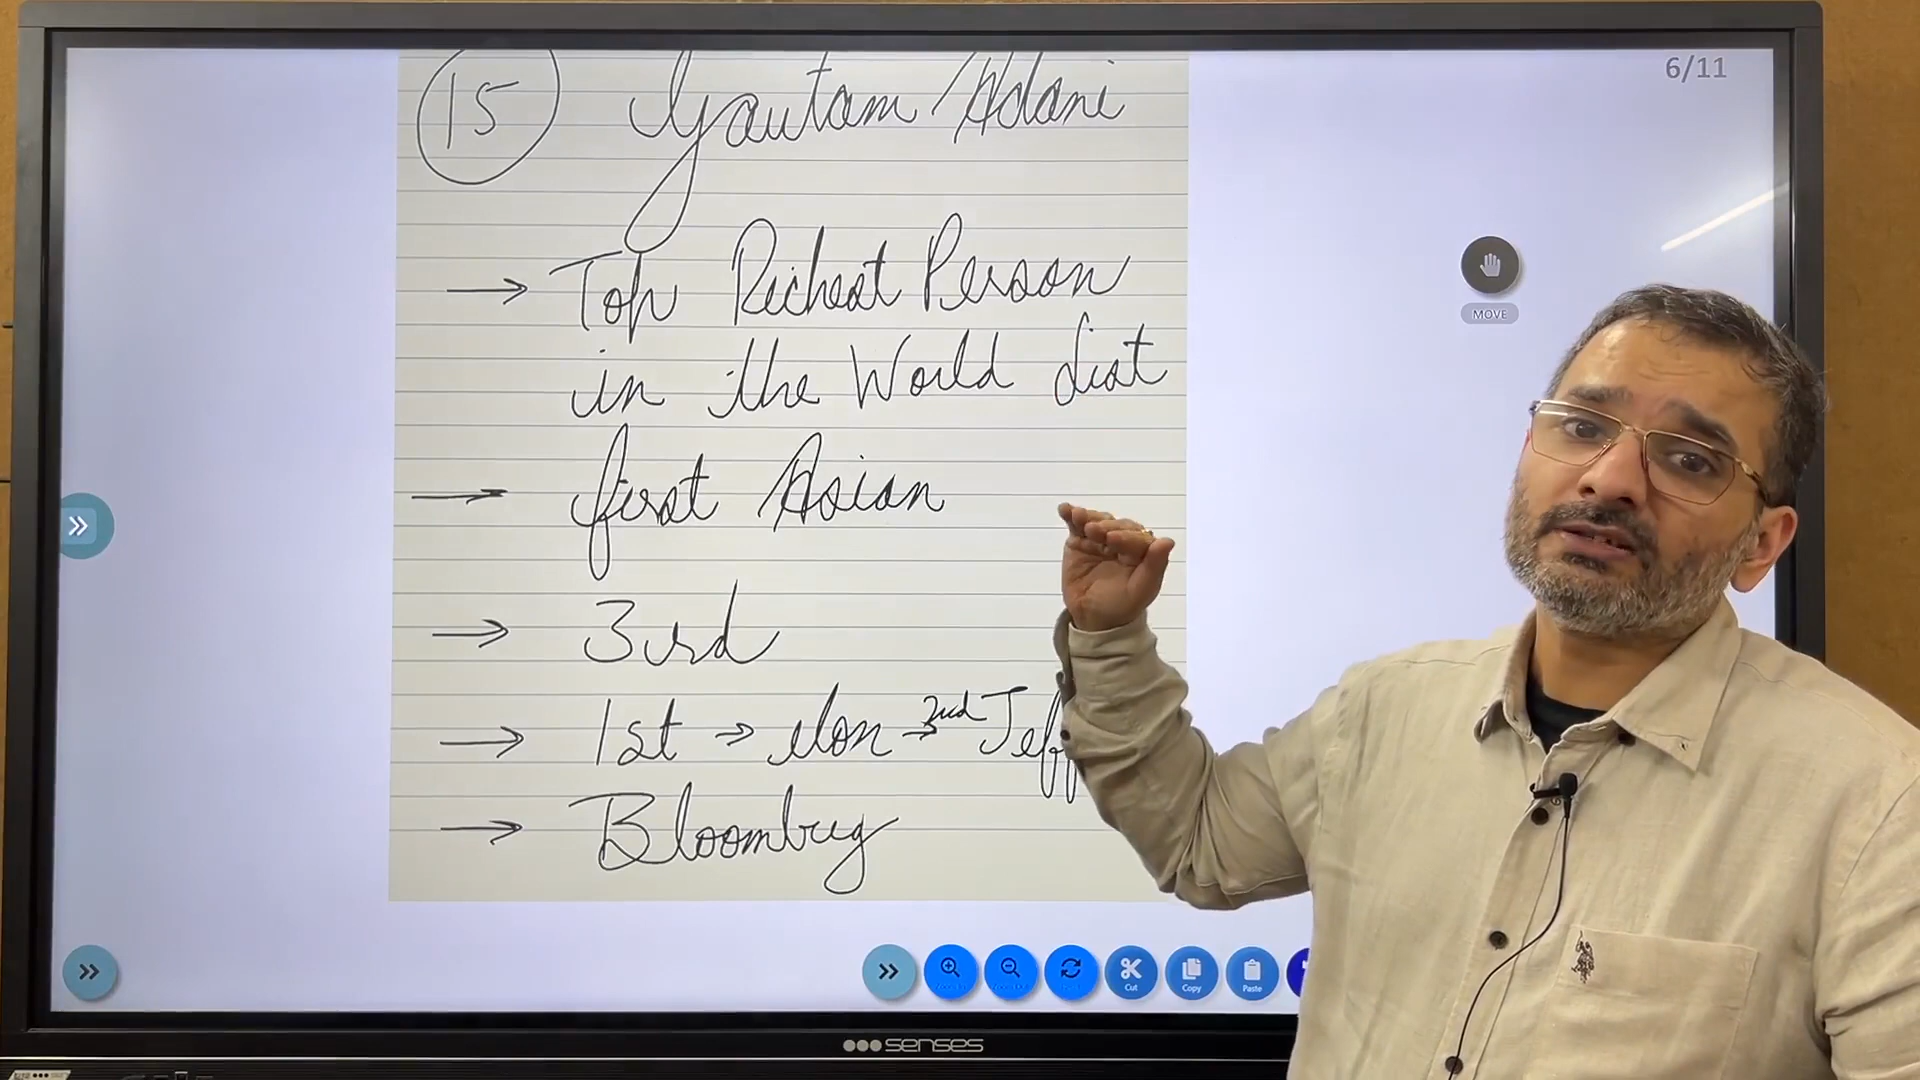 6/11
15 Gautam Adani
→ Top Richest Person
in the World List
→ first Asian
→ 3rd
→ 1st → elon → 2nd Jeff
→ Bloombreg
MOVE
Cut Copy Paste
senses